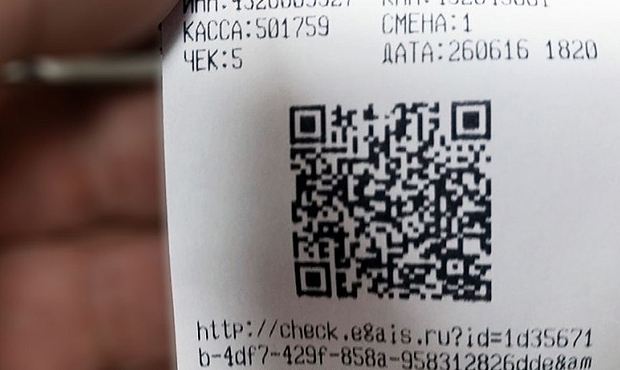 КАССА:501759 СМЕНА:1
ЧЕК:5 ДАТА:260616 1820
http://check.egais.ru?id=1d35671
b-4df7-429f-858a-958312826dde&am